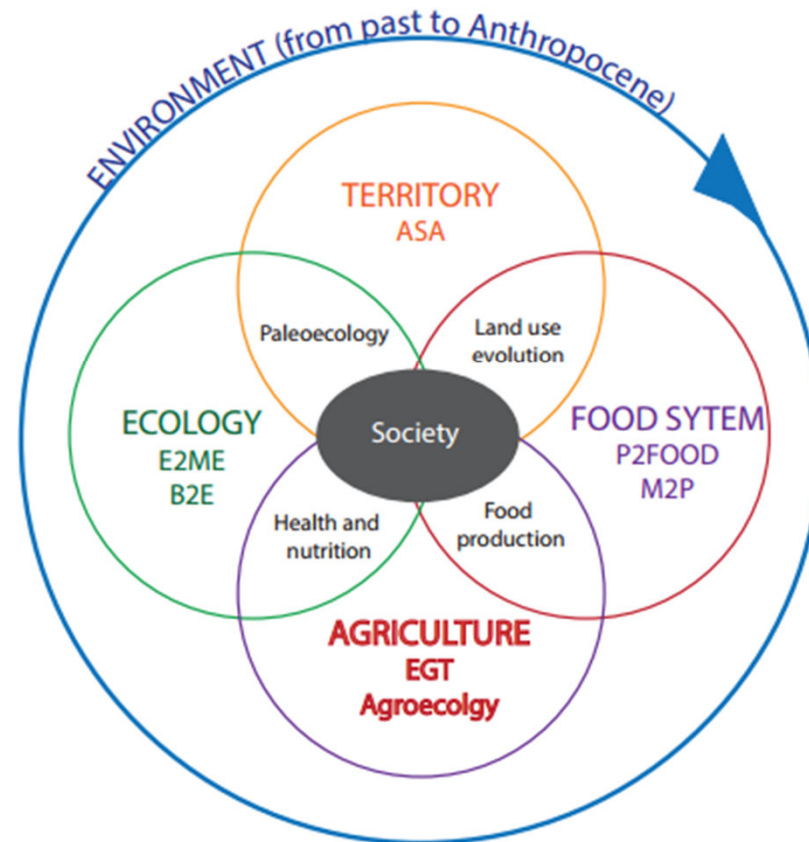 ENVIRONMENT (from past to Anthropocene)
TERRITORY
ASA
Paleoecology
Land use
evolution
ECOLOGY
E2ME
B2E
Society
FOOD SYTEM
P2FOOD
M2P
Health and
nutrition
Food
production
AGRICULTURE
EGT
Agroecolgy